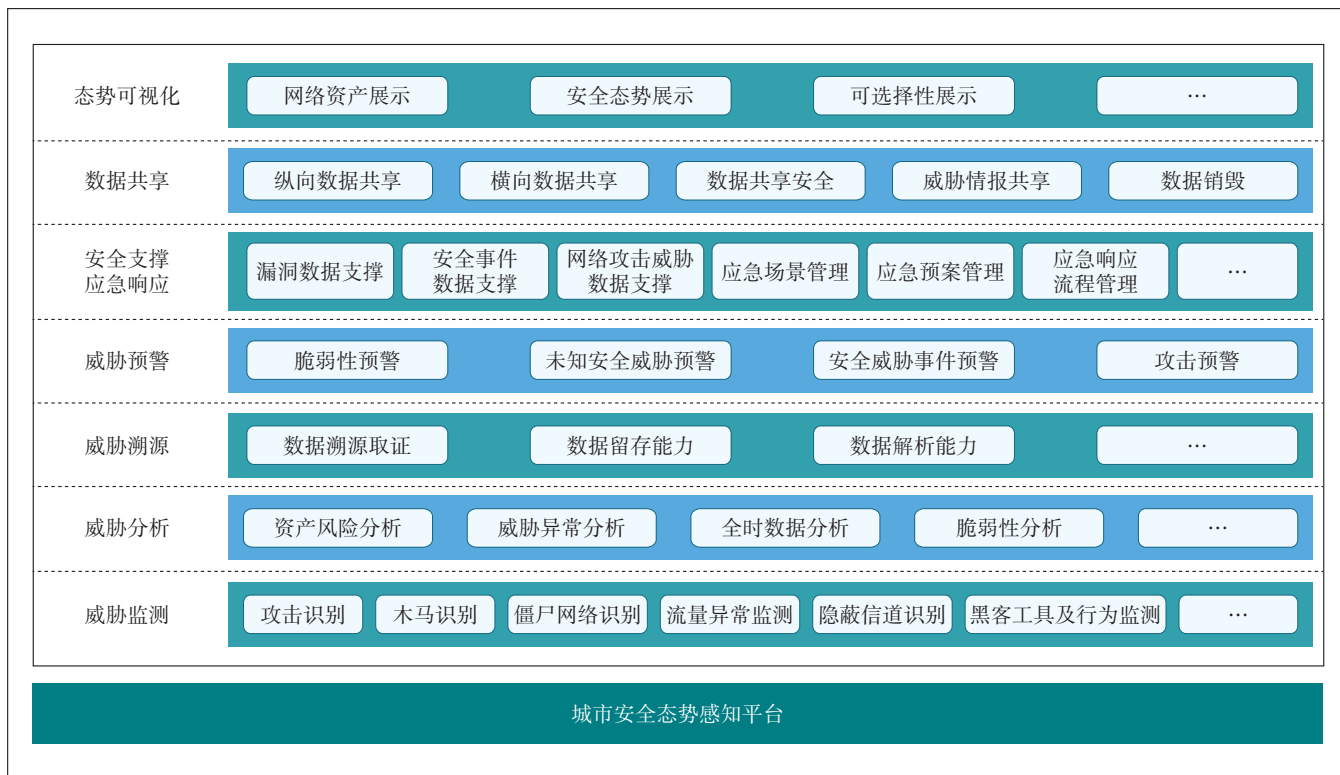 态势可视化
网络资产展示
安全态势展示
可选择性展示
…
数据共享
纵向数据共享
横向数据共享
数据共享安全
威胁情报共享
数据销毁
安全支撑
应急响应
漏洞数据支撑
安全事件
数据支撑
网络攻击威胁
数据支撑
应急场景管理
应急预案管理
应急响应
流程管理
…
威胁预警
脆弱性预警
未知安全威胁预警
安全威胁事件预警
攻击预警
威胁溯源
数据溯源取证
数据留存能力
数据解析能力
…
威胁分析
资产风险分析
威胁异常分析
全时数据分析
脆弱性分析
…
威胁监测
攻击识别
木马识别
僵尸网络识别
流量异常监测
隐蔽信道识别
黑客工具及行为监测
…
城市安全态势感知平台